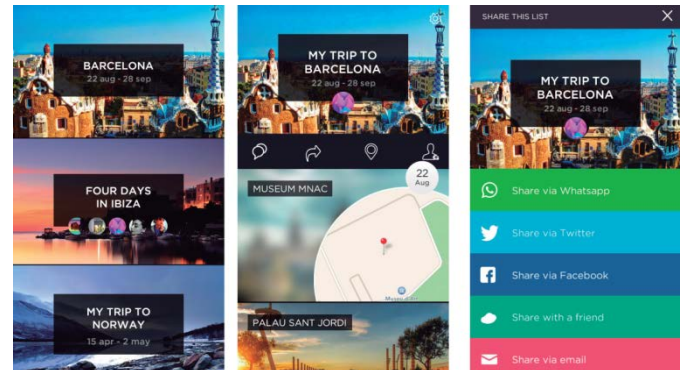 BARCELONA
22 aug - 28 sep
FOUR DAYS
IN IBIZA
MY TRIP TO
NORWAY
15 apr - 2 may
MY TRIP TO
BARCELONA
22 aug - 28 sep
22
Aug
MUSEUM MNAC
PALAU SANT JORDI
SHARE THIS LIST
MY TRIP TO
BARCELONA
22 aug - 28 sep
Share via Whatsapp
Share via Twitter
Share via Facebook
Share with a friend
Share via email